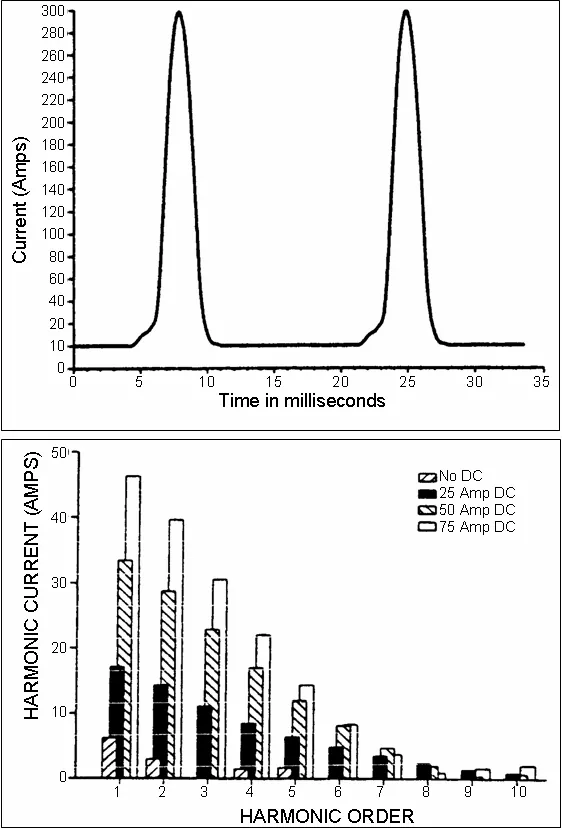 300
280
260
240
220
200
180
160
140
120
100
80
60
40
20
10
0
Current (Amps)
0 5 10 15 20 25 30 35
Time in milliseconds
50
40
30
20
10
0
HARMONIC CURRENT (AMPS)
No DC
25 Amp DC
50 Amp DC
75 Amp DC
1 2 3 4 5 6 7 8 9 10
HARMONIC ORDER